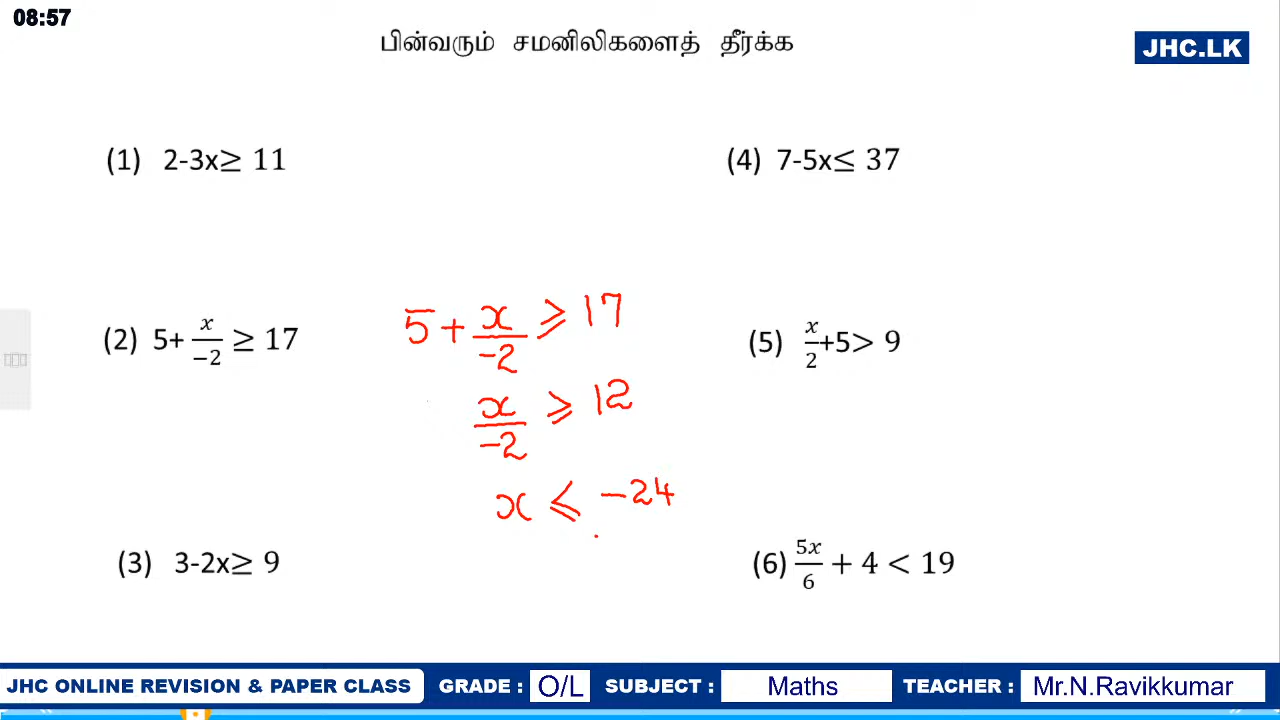 08:57
பின்வரும் சமனிலிகளைத் தீர்க்க
JHC.LK
(1) 2-3x≥ 11
(4) 7-5x≤ 37
(2) 5+ x/−2 ≥ 17
5 + x/-2 ≥ 17
x/-2 ≥ 12
x ≤ -24
(5) x/2+5> 9
(3) 3-2x≥ 9
(6) 5x/6 + 4 < 19
JHC ONLINE REVISION & PAPER CLASS GRADE : O/L SUBJECT : Maths TEACHER : Mr.N.Ravikkumar